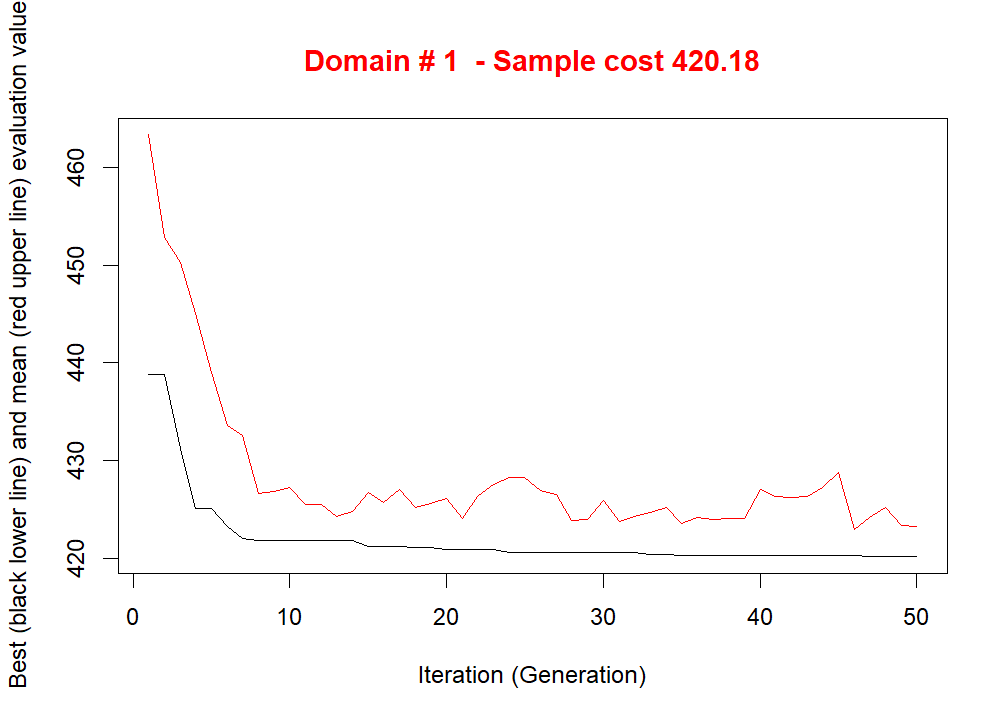 Domain # 1  - Sample cost 420.18
Best (black lower line) and mean (red upper line) evaluation value
460
450
440
430
420
0 10 20 30 40 50
Iteration (Generation)